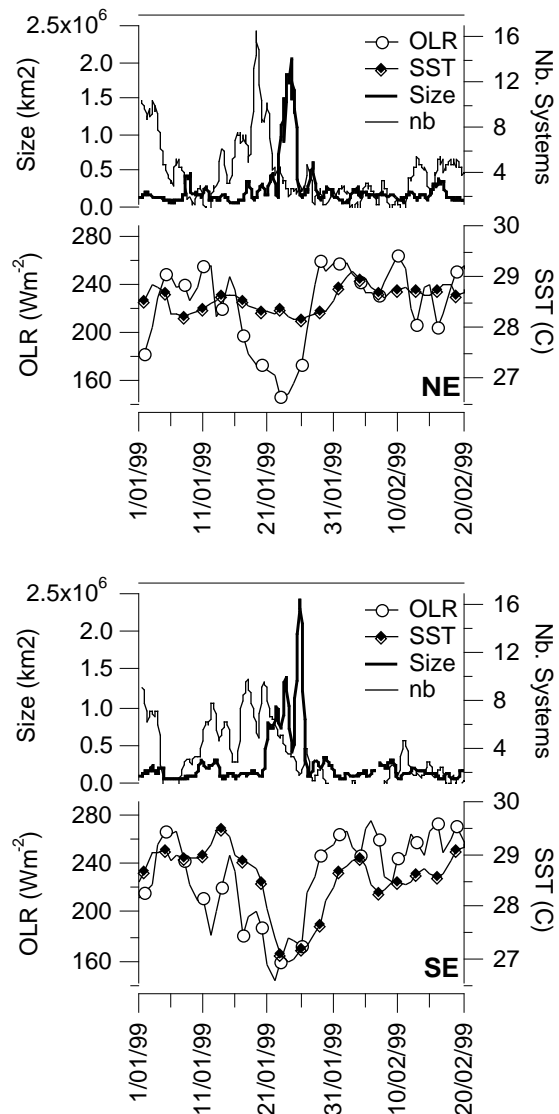 2.5x10⁶
2.0
1.5
1.0
0.5
0.0
Size (km2)
16
12
8
4
Nb. Systems
OLR
SST
Size
nb
280
240
200
160
OLR (Wm-2)
30
29
28
27
SST (C)
NE
1/01/99
11/01/99
21/01/99
31/01/99
10/02/99
20/02/99
2.5x10⁶
2.0
1.5
1.0
0.5
0.0
Size (km2)
16
12
8
4
Nb. Systems
OLR
SST
Size
nb
280
240
200
160
OLR (Wm-2)
30
29
28
27
SST (C)
SE
1/01/99
11/01/99
21/01/99
31/01/99
10/02/99
20/02/99